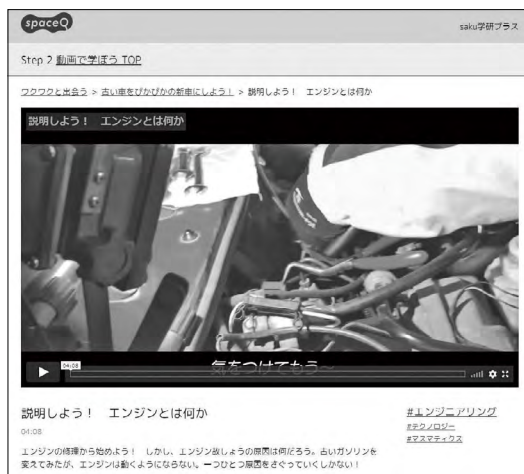 spaceQ
saku学研プラス
Step 2 動画で学ぼう TOP
ワクワクと出会う > 古い車をぴかぴかの新車にしよう! > 説明しよう! エンジンとは何か
説明しよう! エンジンとは何か
気をつけてもう~
04:08
説明しよう! エンジンとは何か
04:08
エンジンの修理から始めよう! しかし、エンジン故しょうの原因は何だろう。古いガソリンを
変えてみたが、エンジンは動くようにならない。一つひとつ原因をさぐっていくしかない!
#エンジニアリング
#テクノロジー
#マスマティクス